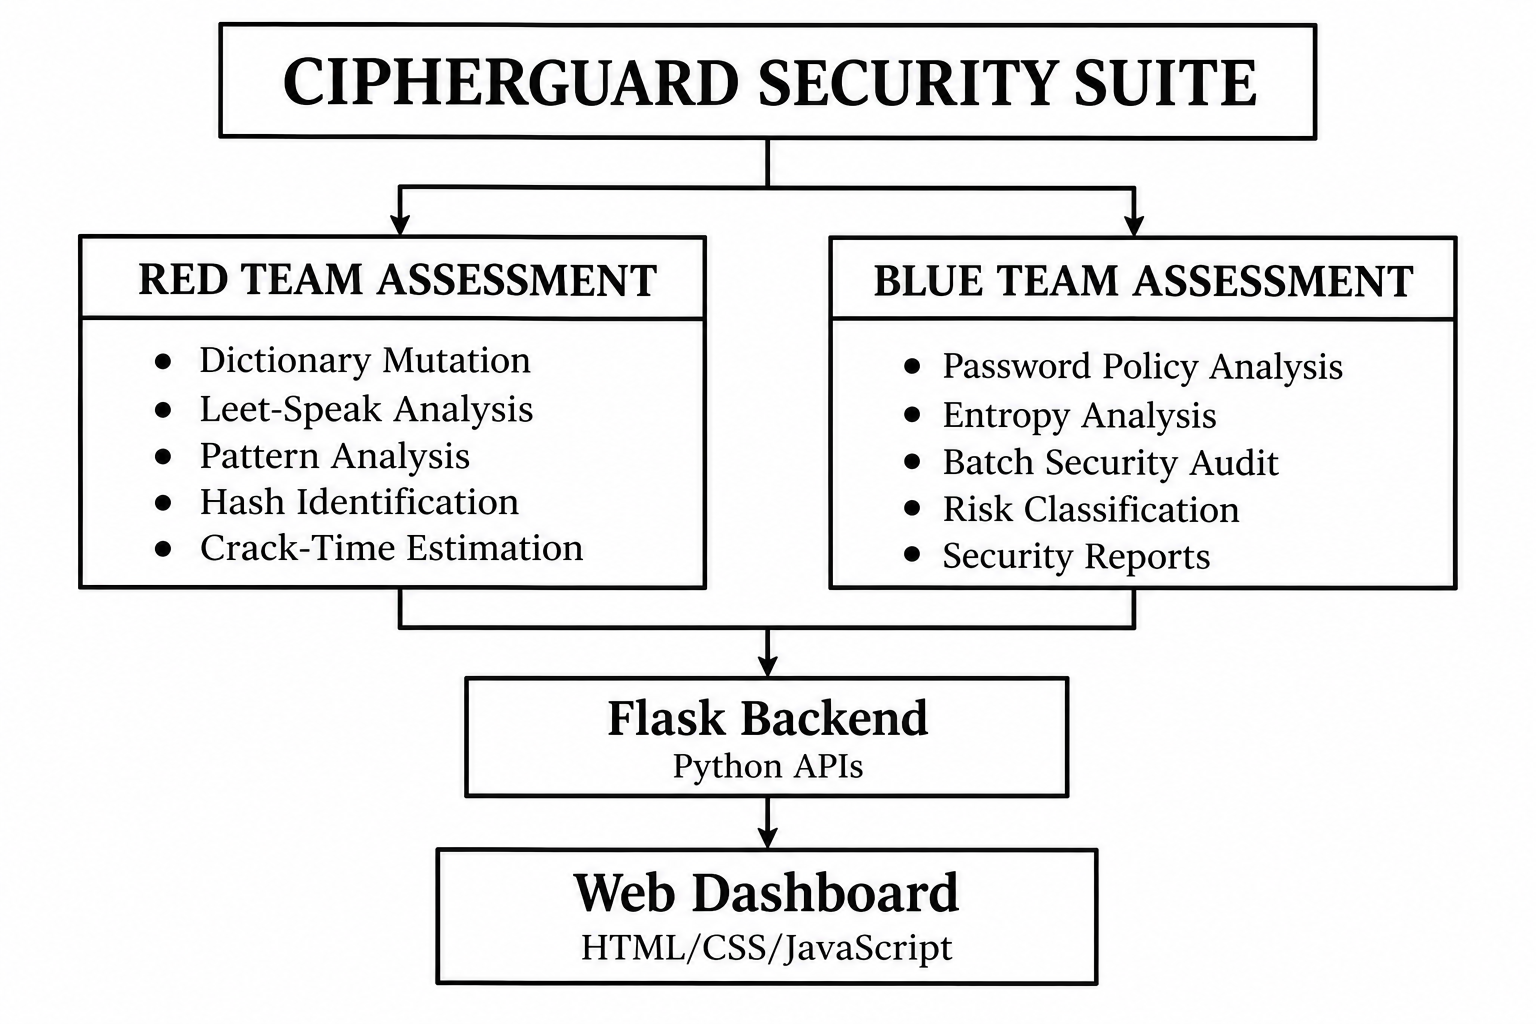 CIPHERGUARD SECURITY SUITE
RED TEAM ASSESSMENT
● Dictionary Mutation
● Leet-Speak Analysis
● Pattern Analysis
● Hash Identification
● Crack-Time Estimation
BLUE TEAM ASSESSMENT
● Password Policy Analysis
● Entropy Analysis
● Batch Security Audit
● Risk Classification
● Security Reports
Flask Backend
Python APIs
Web Dashboard
HTML/CSS/JavaScript